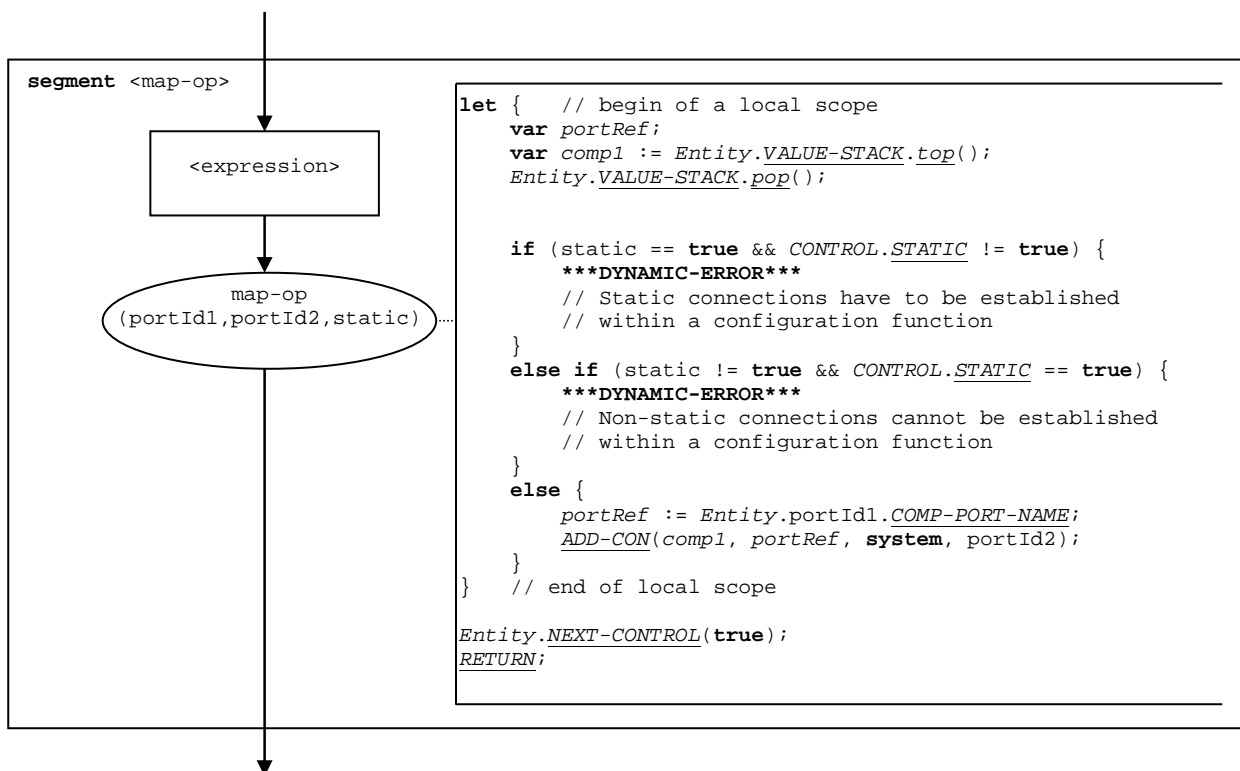 segment <map-op>
<expression>
map-op
(portId1,portId2,static)
let {   // begin of a local scope
    var portRef;
    var comp1 := Entity.VALUE-STACK.top();
    Entity.VALUE-STACK.pop();
    if (static == true && CONTROL.STATIC != true) {
        ***DYNAMIC-ERROR***
        // Static connections have to be established
        // within a configuration function
    }
    else if (static != true && CONTROL.STATIC == true) {
        ***DYNAMIC-ERROR***
        // Non-static connections cannot be established
        // within a configuration function
    }
    else {
        portRef := Entity.portId1.COMP-PORT-NAME;
        ADD-CON(comp1, portRef, system, portId2);
    }
}   // end of local scope
Entity.NEXT-CONTROL(true);
RETURN;